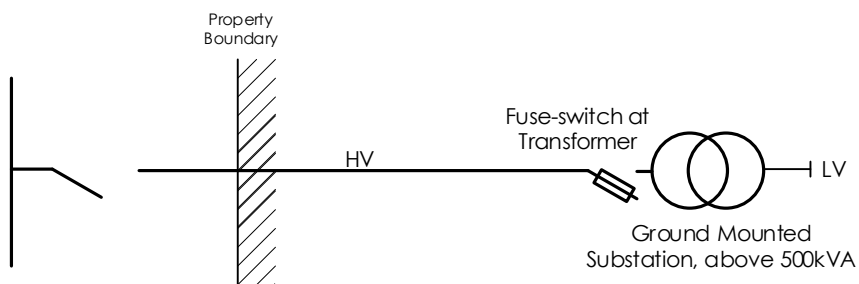 Property
Boundary
HV
Fuse-switch at
Transformer
LV
Ground Mounted
Substation, above 500kVA